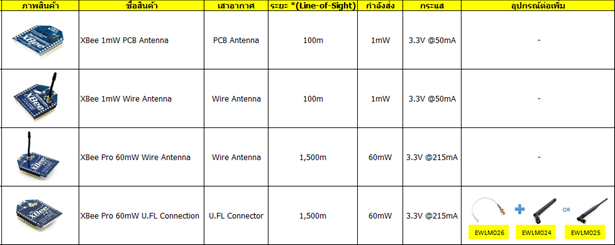 ภาพสินค้า ชื่อสินค้า เสาอากาศ ระยะ *(Line-of-Sight) กำลังส่ง กระแส อุปกรณ์ต่อเพิ่ม
XBee XBee 1mW PCB Antenna PCB Antenna 100m 1mW 3.3V @50mA -
XBee XBee 1mW Wire Antenna Wire Antenna 100m 1mW 3.3V @50mA -
XBee XBee Pro 60mW Wire Antenna Wire Antenna 1,500m 60mW 3.3V @215mA -
XBee XBee Pro 60mW U.FL Connection U.FL Connector 1,500m 60mW 3.3V @215mA OR
EWLM026 EWLM024 EWLM025